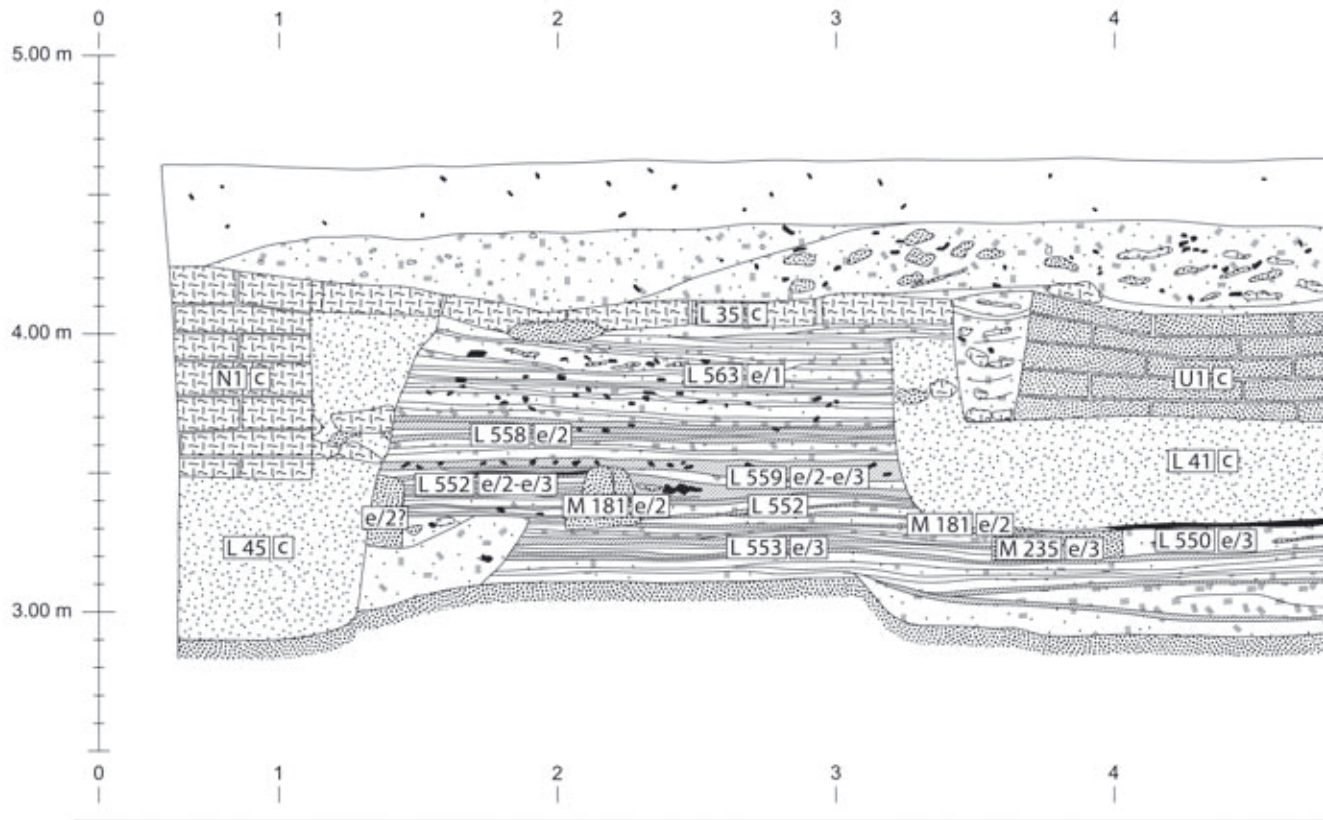 0 1 2 3 4
5.00 m
L 35 c
4.00 m
L 563 e/1
N1 c
U1 c
L 558 e/2
L 41 c
L 559 e/2-e/3
L 552 e/2-e/3
M 181 e/2
L 552
e/2?
M 181 e/2
L 550 e/3
L 45 c
L 553 e/3
M 235 e/3
3.00 m
0 1 2 3 4